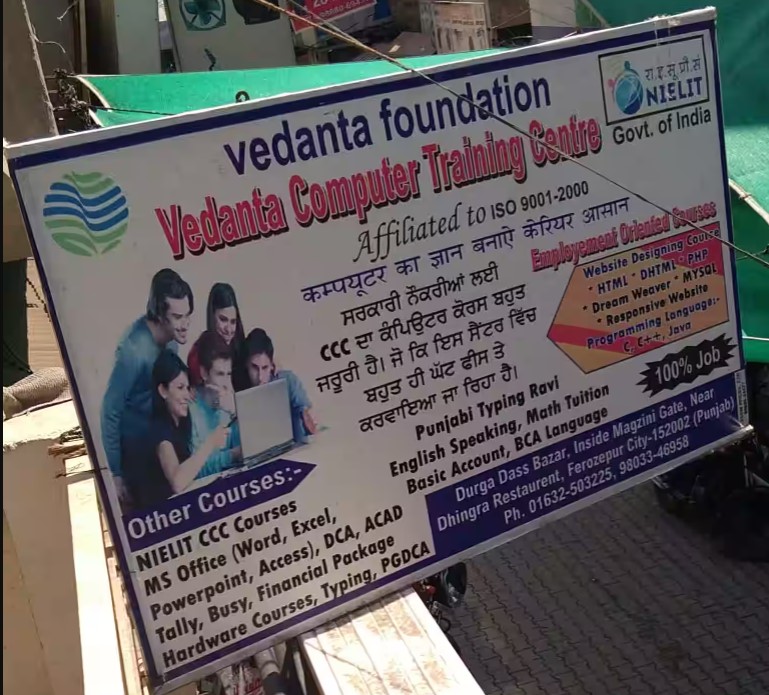 vedanta foundation
रा.इ.सू.प्रौ.सं
NIELIT
Govt. of India
Vedanta Computer Training Centre
Affiliated to ISO 9001-2000
कम्पयूटर का ज्ञान बनाऐ केरियर आसान
ਸਰਕਾਰੀ ਨੌਕਰੀਆਂ ਲਈ
CCC ਦਾ ਕੰਪਿਊਟਰ ਕੋਰਸ ਬਹੁਤ
ਜਰੂਰੀ ਹੈ। ਜੋ ਕਿ ਇਸ ਸੈਂਟਰ ਵਿੱਚ
ਬਹੁਤ ਹੀ ਘੱਟ ਫੀਸ ਤੇ
ਕਰਵਾਇਆ ਜਾ ਰਿਹਾ ਹੈ।
Punjabi Typing Ravi
English Speaking, Math Tuition
Basic Account, BCA Language
Employement Oriented Courses
Website Designing Course
* HTML * DHTML * PHP
* Dream Weaver * MYSQL
* Responsive Website
Programming Language:-
C, C++, Java
100% Job
Other Courses:-
NIELIT CCC Courses
MS Office (Word, Excel,
Powerpoint, Access), DCA, ACAD
Tally, Busy, Financial Package
Hardware Courses, Typing, PGDCA
Durga Dass Bazar, Inside Magzini Gate, Near
Dhingra Restaurent, Ferozepur City-152002 (Punjab)
Ph. 01632-503225, 98033-46958